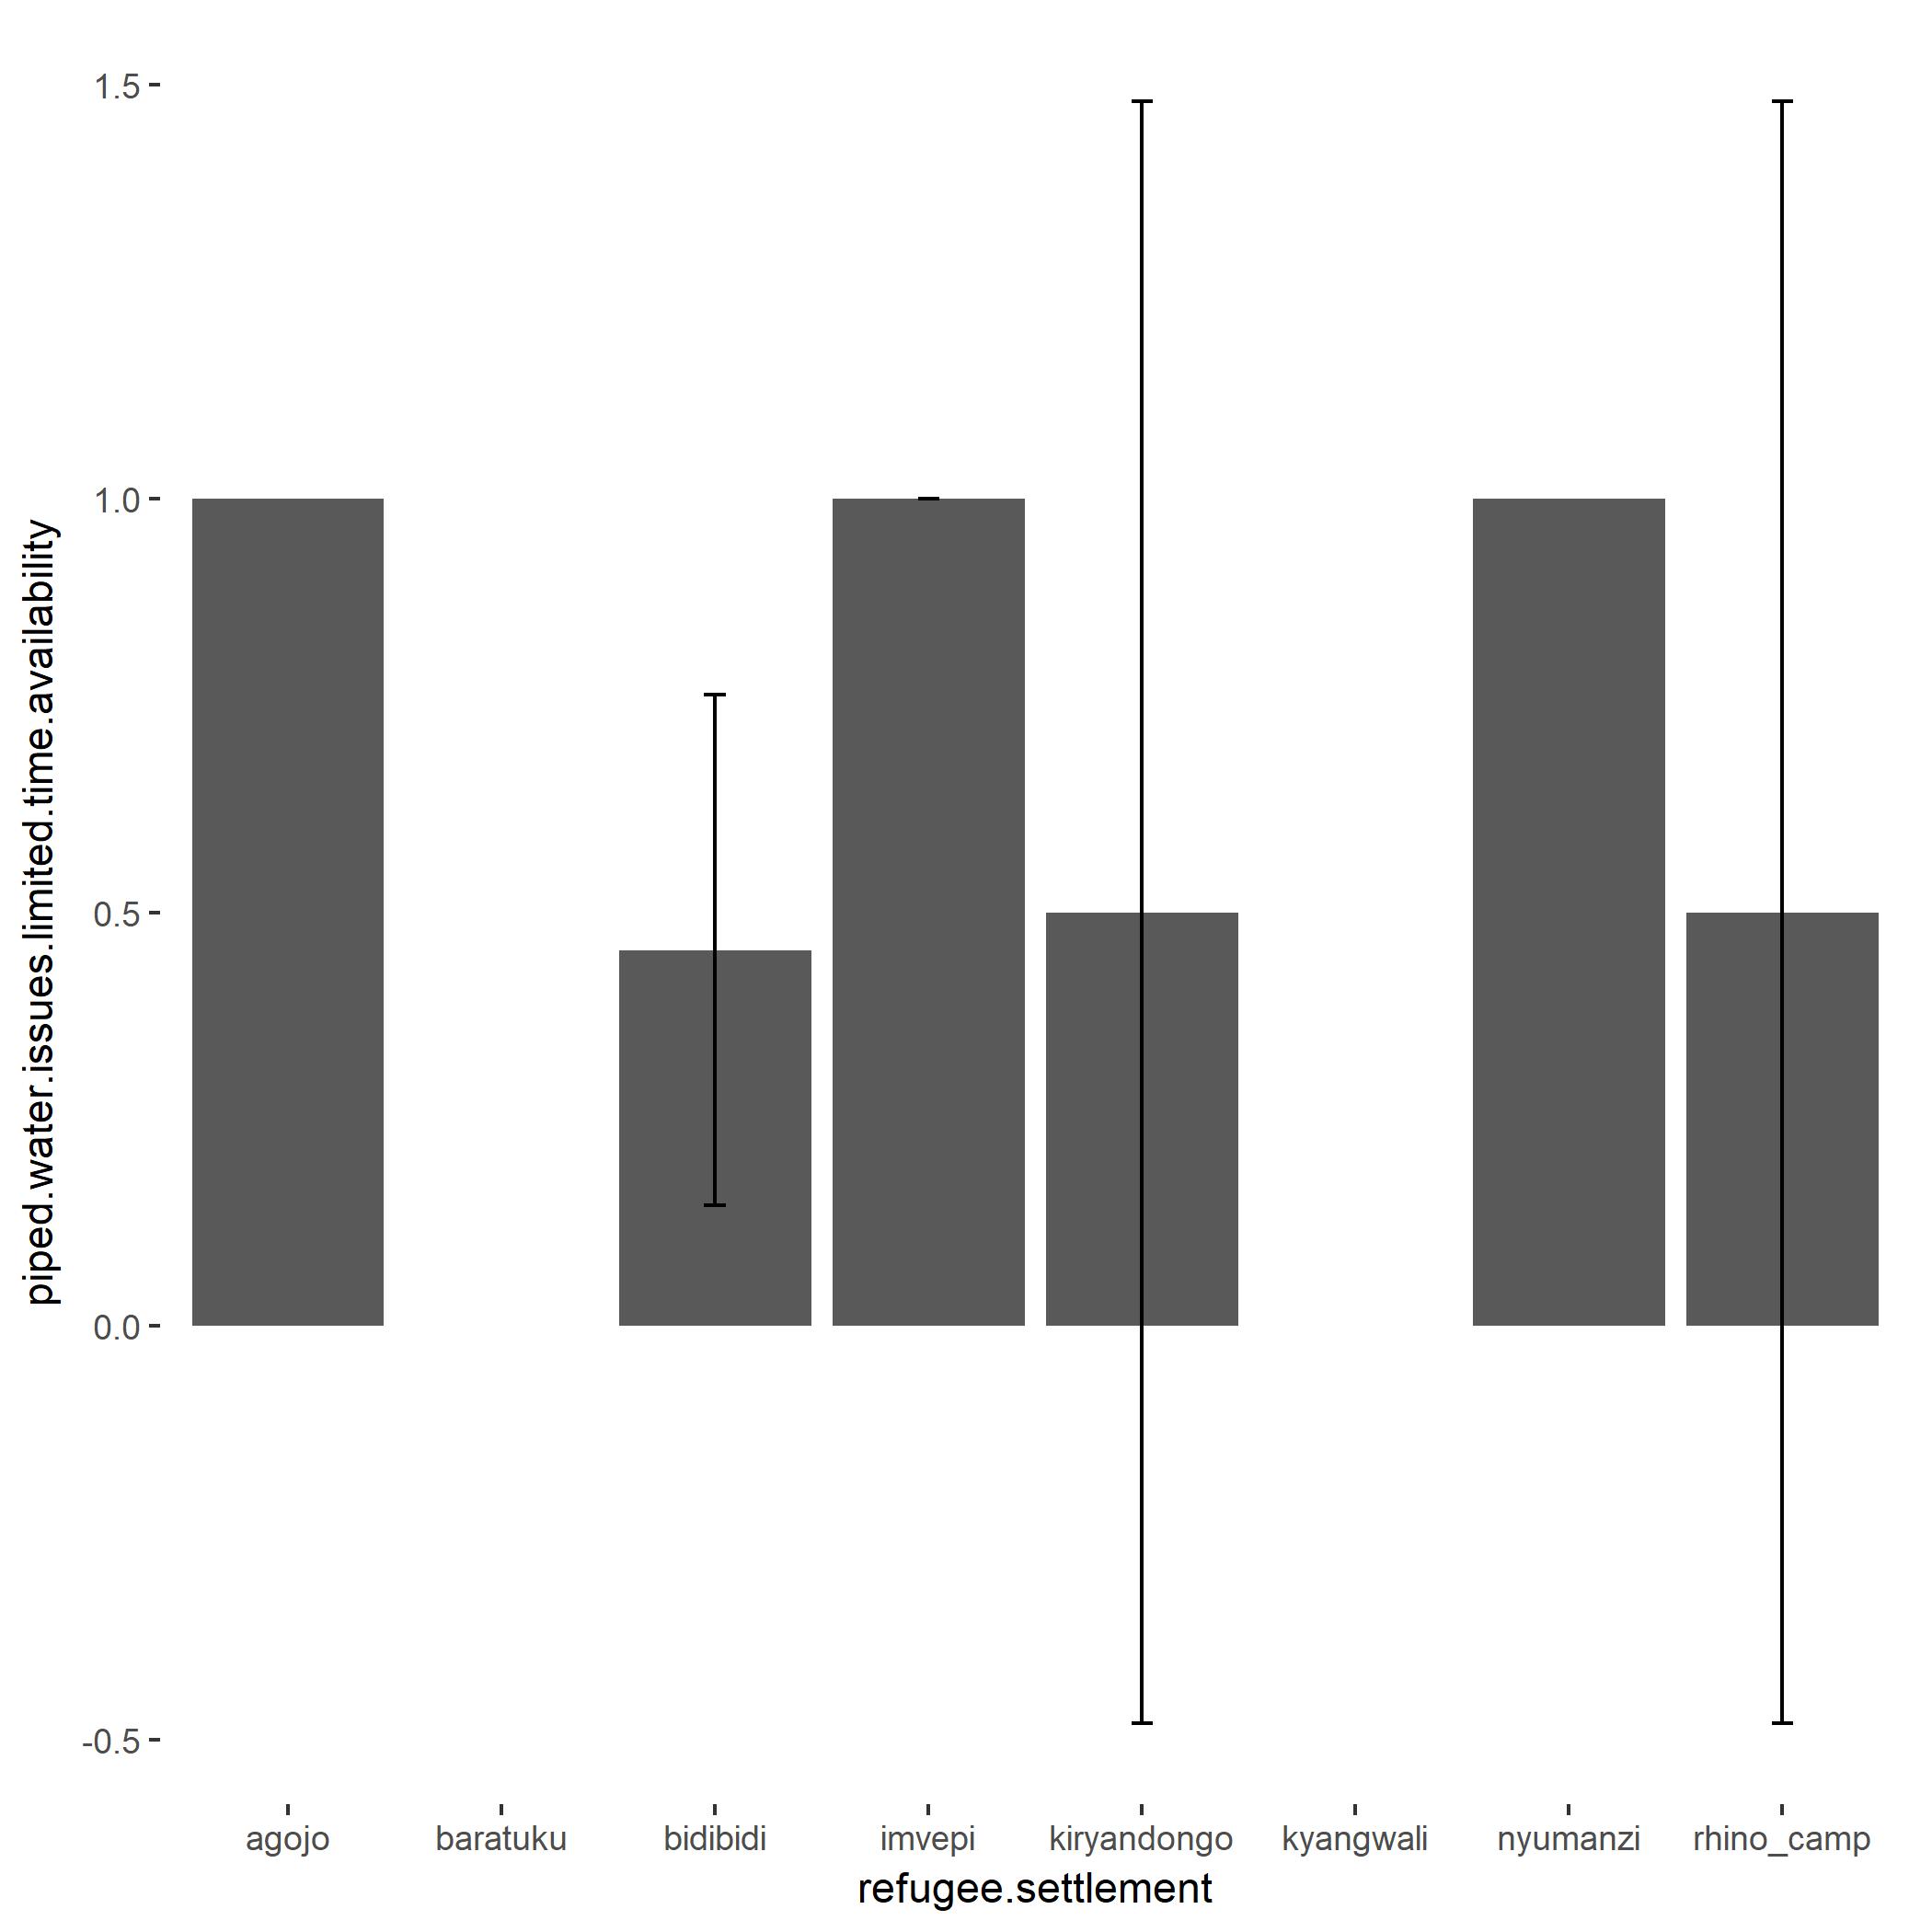 piped.water.issues.limited.time.availability
1.5
1.0
0.5
0.0
-0.5
agojo baratuku bidibidi imvepi kiryandongo kyangwali nyumanzi rhino_camp
refugee.settlement